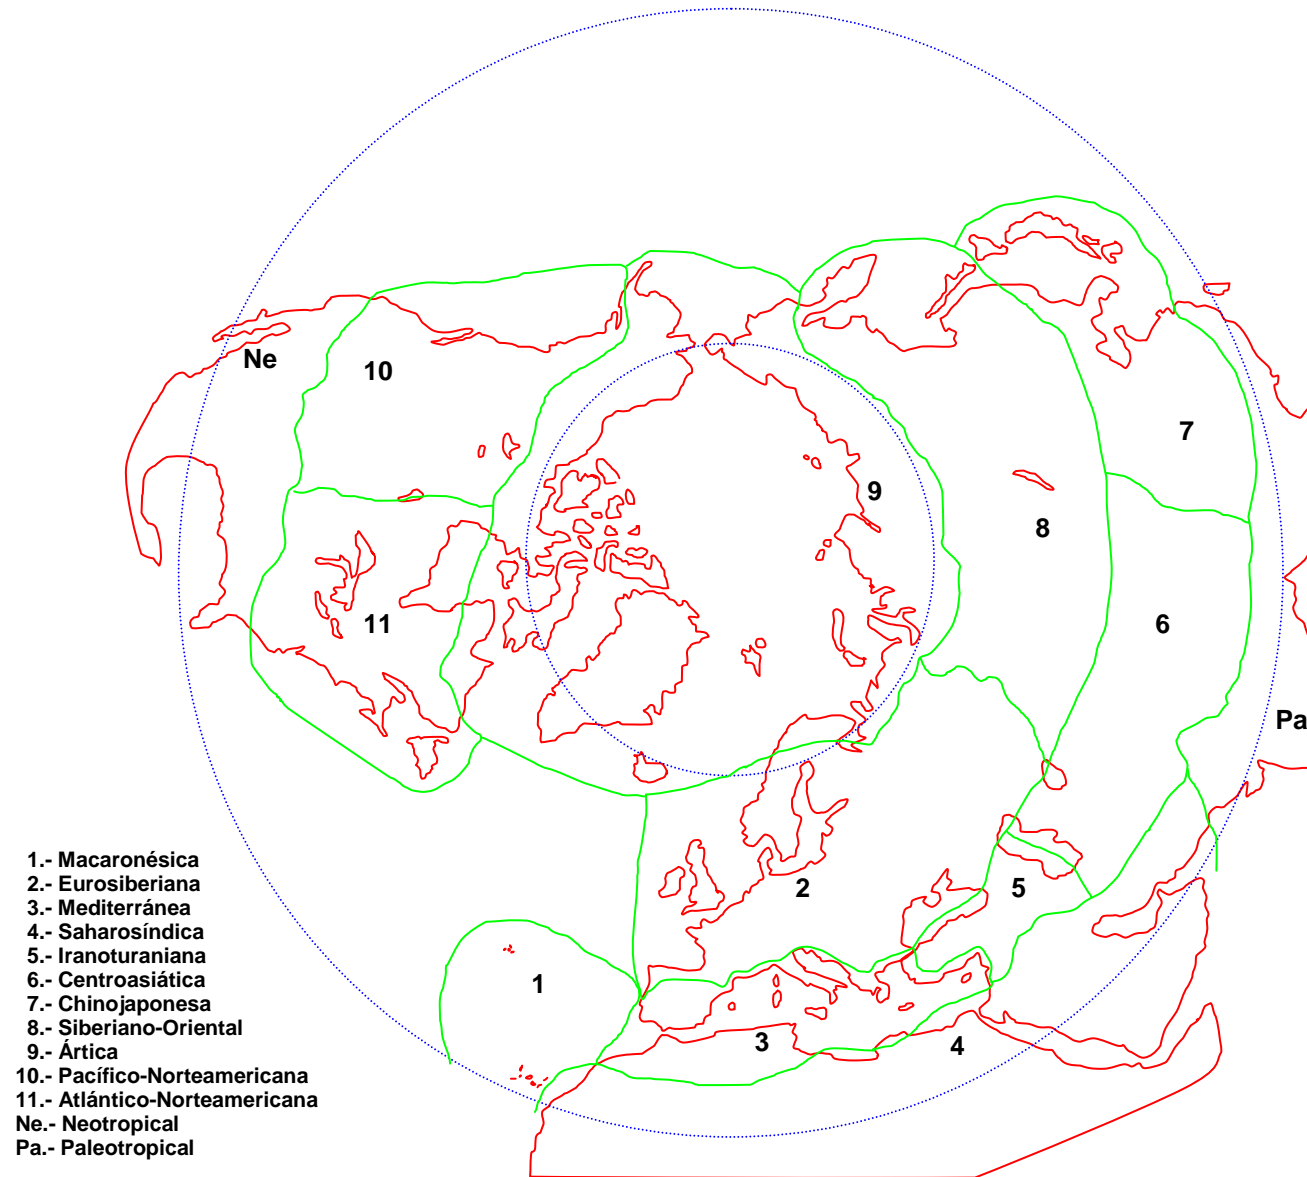 Ne
10
7
9
8
11
6
Pa
2
5
1
3
4
1.- Macaronésica
2.- Eurosiberiana
3.- Mediterránea
4.- Saharosíndica
5.- Iranoturaniana
6.- Centroasiática
7.- Chinojaponesa
8.- Siberiano-Oriental
9.- Ártica
10.- Pacífico-Norteamericana
11.- Atlántico-Norteamericana
Ne.- Neotropical
Pa.- Paleotropical